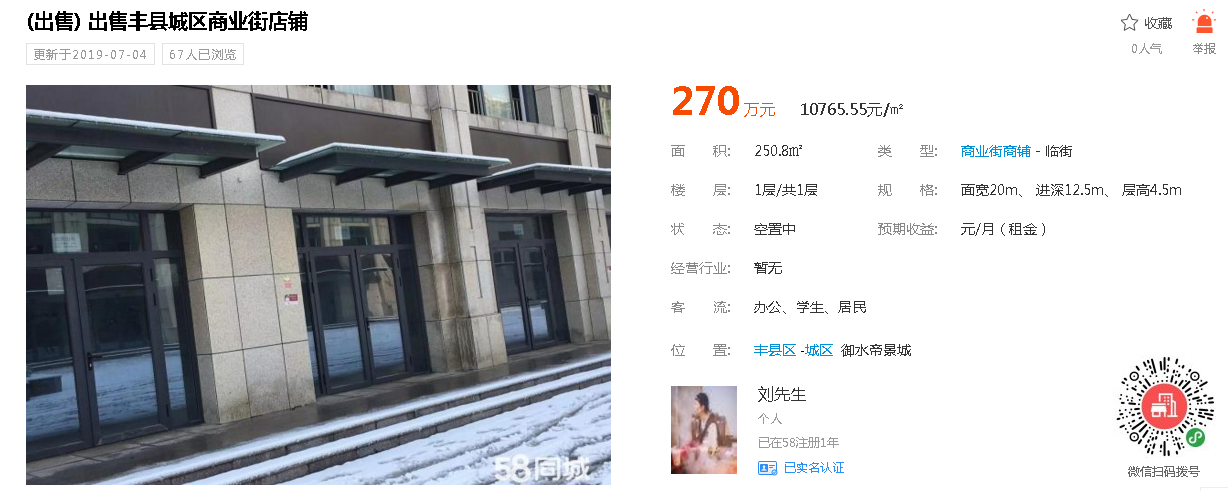 (出售) 出售丰县城区商业街店铺
收藏
更新于2019-07-04 67人已浏览
0人气 举报
270万元 10765.55元/㎡
面 积: 250.8㎡ 类 型: 商业街商铺 - 临街
楼 层: 1层/共1层 规 格: 面宽20m、 进深12.5m、 层高4.5m
状 态: 空置中 预期收益: 元/月 ( 租金 )
经营行业: 暂无
客 流: 办公、学生、居民
位 置: 丰县区 -城区 御水帝景城
刘先生
个人
已在58注册1年
已实名认证
微信扫码拨号
58同城